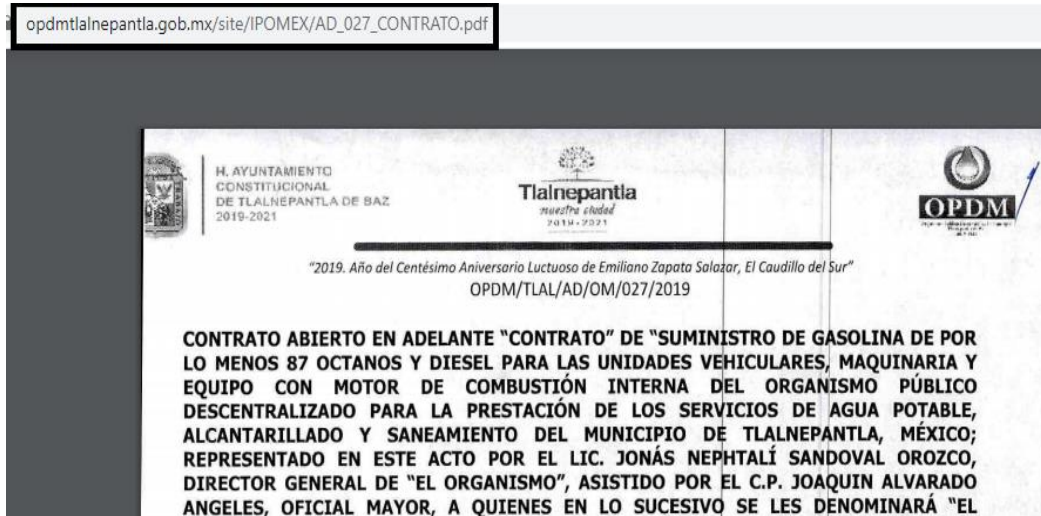 opdmtlalnepantla.gob.mx/site/IPOMEX/AD_027_CONTRATO.pdf
H. AYUNTAMIENTO
CONSTITUCIONAL
DE TLALNEPANTLA DE BAZ
2019-2021
Tlalnepantla
nuestra ciudad
2019-2021
OPDM
"2019. Año del Centésimo Aniversario Luctuoso de Emiliano Zapata Salazar, El Caudillo del Sur"
OPDM/TLAL/AD/OM/027/2019
CONTRATO ABIERTO EN ADELANTE "CONTRATO" DE "SUMINISTRO DE GASOLINA DE POR
LO MENOS 87 OCTANOS Y DIESEL PARA LAS UNIDADES VEHICULARES, MAQUINARIA Y
EQUIPO CON MOTOR DE COMBUSTIÓN INTERNA DEL ORGANISMO PÚBLICO
DESCENTRALIZADO PARA LA PRESTACIÓN DE LOS SERVICIOS DE AGUA POTABLE,
ALCANTARILLADO Y SANEAMIENTO DEL MUNICIPIO DE TLALNEPANTLA, MÉXICO;
REPRESENTADO EN ESTE ACTO POR EL LIC. JONÁS NEPHTALÍ SANDOVAL OROZCO,
DIRECTOR GENERAL DE "EL ORGANISMO", ASISTIDO POR EL C.P. JOAQUIN ALVARADO
ANGELES, OFICIAL MAYOR, A QUIENES EN LO SUCESIVO SE LES DENOMINARÁ "EL